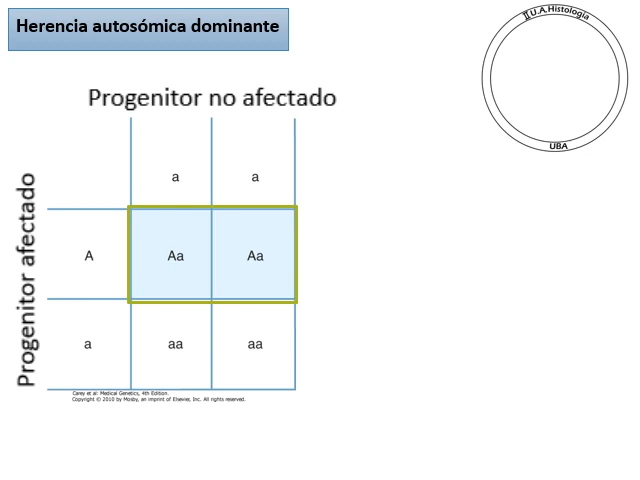 Herencia autosómica dominante
II U.A.Histología
UBA
Progenitor no afectado
Progenitor afectado
a a
A Aa Aa
a aa aa
Carey et al: Medical Genetics, 4th Edition.
Copyright © 2010 by Mosby, an imprint of Elsevier, Inc. All rights reserved.